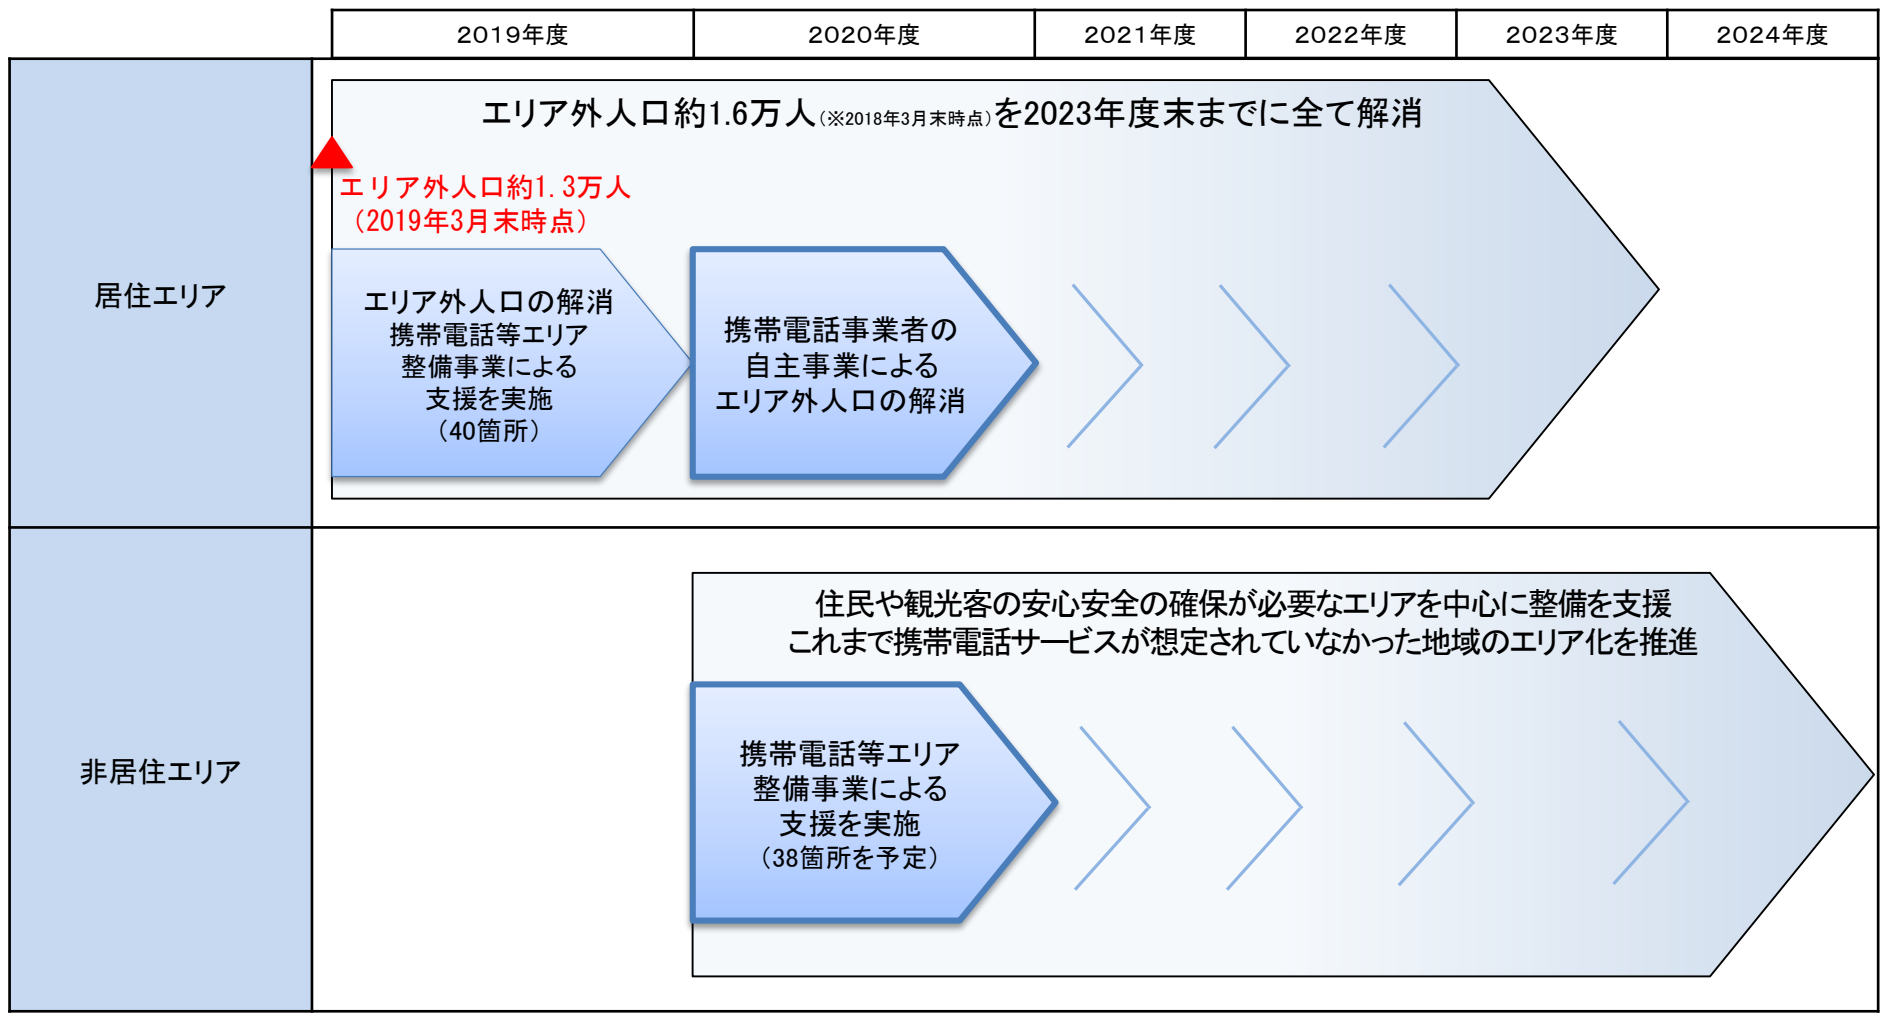 2019年度
2020年度
2021年度
2022年度
2023年度
2024年度
居住エリア
エリア外人口約1.6万人(※2018年3月末時点)を2023年度末までに全て解消
エリア外人口約1.3万人
(2019年3月末時点)
エリア外人口の解消
携帯電話等エリア
整備事業による
支援を実施
(40箇所)
携帯電話事業者の
自主事業による
エリア外人口の解消
非居住エリア
住民や観光客の安心安全の確保が必要なエリアを中心に整備を支援
これまで携帯電話サービスが想定されていなかった地域のエリア化を推進
携帯電話等エリア
整備事業による
支援を実施
(38箇所を予定)